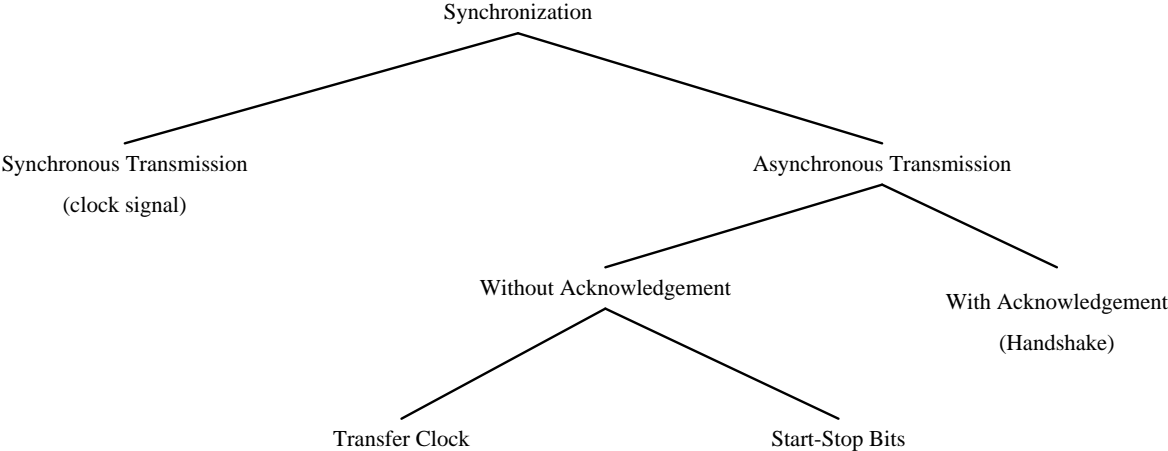 Synchronization
Synchronous Transmission
(clock signal)
Asynchronous Transmission
Without Acknowledgement
With Acknowledgement
(Handshake)
Transfer Clock
Start-Stop Bits